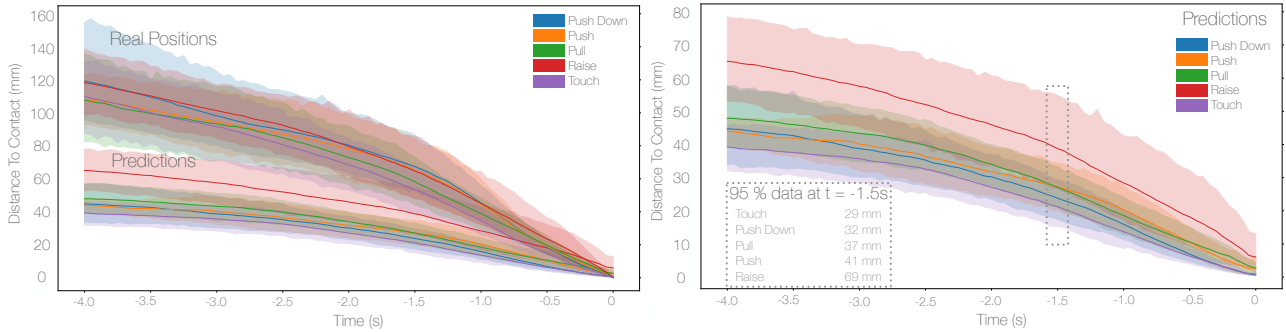 160
140
120
100
80
60
40
20
0
Distance To Contact (mm)
Real Positions
Predictions
Push Down
Push
Pull
Raise
Touch
-4.0 -3.5 -3.0 -2.5 -2.0 -1.5 -1.0 -0.5 0
Time (s)
80
70
60
50
40
30
20
10
0
Distance To Contact (mm)
Predictions
Push Down
Push
Pull
Raise
Touch
95 % data at t = -1.5s
Touch 29 mm
Push Down 32 mm
Pull 37 mm
Push 41 mm
Raise 69 mm
-4.0 -3.5 -3.0 -2.5 -2.0 -1.5 -1.0 -0.5 0
Time (s)